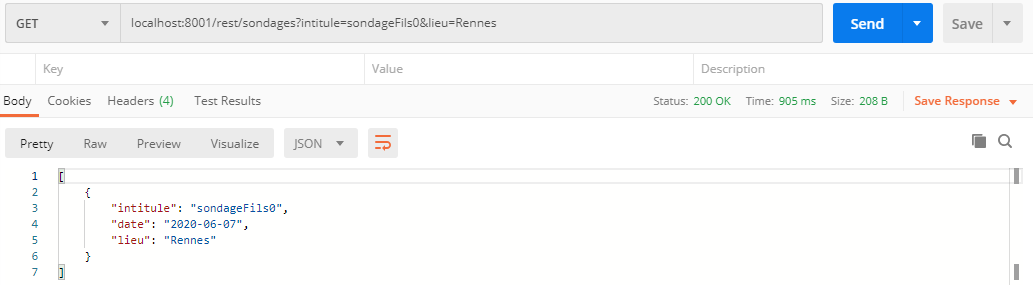 GET localhost:8001/rest/sondages?intitule=sondageFils0&lieu=Rennes Send Save
Key Value Description
Body Cookies Headers (4) Test Results Status: 200 OK Time: 905 ms Size: 208 B Save Response
Pretty Raw Preview Visualize JSON
1 [
2 {
3 "intitule": "sondageFils0",
4 "date": "2020-06-07",
5 "lieu": "Rennes"
6 }
7 ]